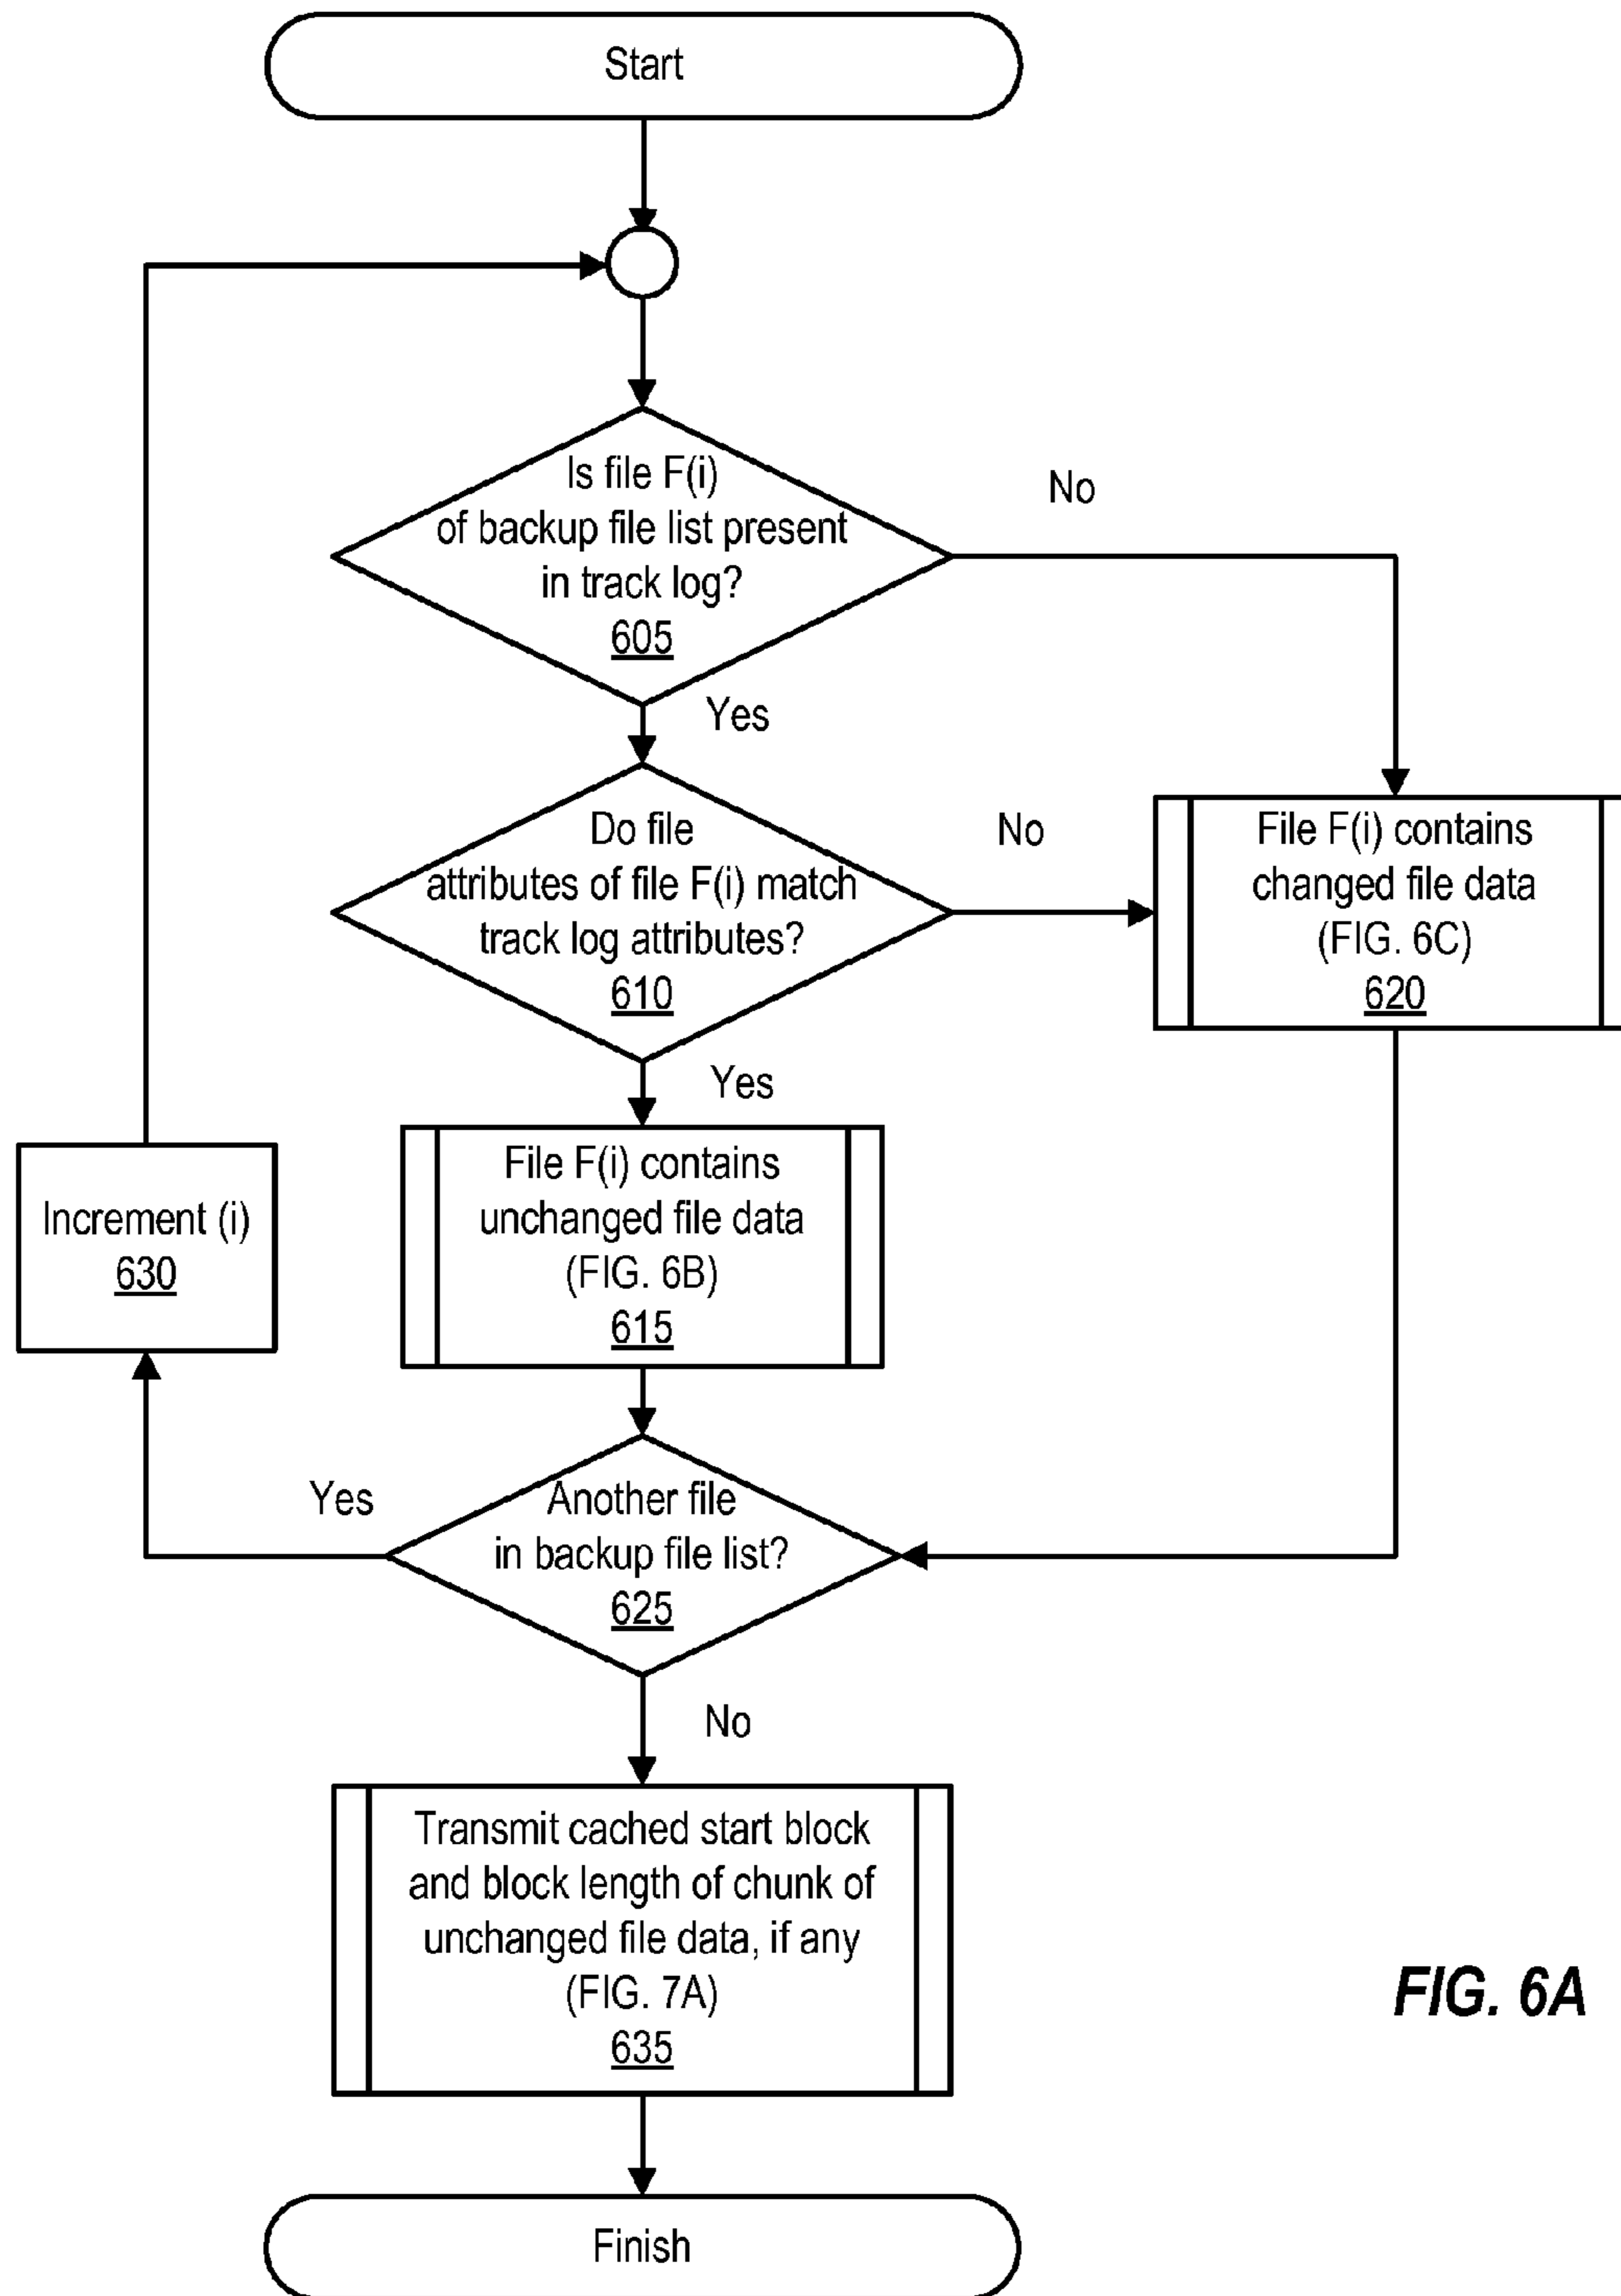 Start
Is file F(i)
of backup file list present
in track log?
605
No
Yes
Do file
attributes of file F(i) match
track log attributes?
610
No
File F(i) contains
changed file data
(FIG. 6C)
620
Yes
File F(i) contains
unchanged file data
(FIG. 6B)
615
Increment (i)
630
Yes
Another file
in backup file list?
625
No
Transmit cached start block
and block length of chunk of
unchanged file data, if any
(FIG. 7A)
635
FIG. 6A
Finish